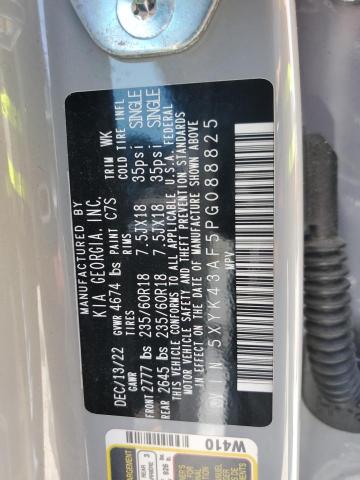 MANUFACTURED BY
KIA GEORGIA, INC.
DEC/13/22 GVWR 4674 lbs PAINT C7S TRIM WK
GAWR TIRES RIMS COLD TIRE INFL
FRONT 2777 lbs 235/60R18 7.5JX18 35psi SINGLE
REAR 2645 lbs 235/60R18 7.5JX18 35psi SINGLE
THIS VEHICLE CONFORMS TO ALL APPLICABLE U.S.A. FEDERAL
MOTOR VEHICLE SAFETY AND THEFT PREVENTION STANDARDS
IN EFFECT ON THE DATE OF MANUFACTURE SHOWN ABOVE
VIN: 5XYK43AF5PG088825
MPV
W410
REAR 3